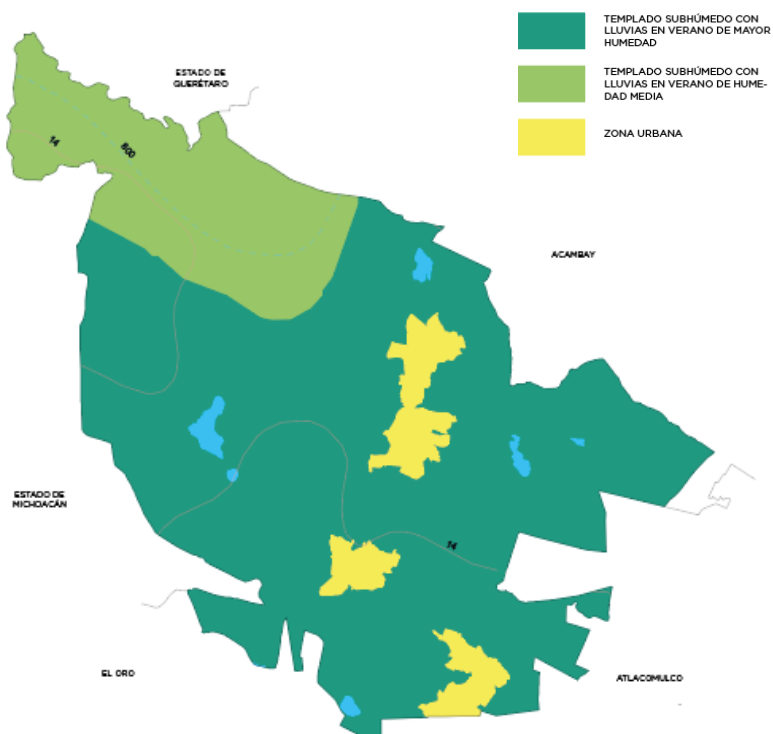 TEMPLADO SUBHÚMEDO CON
LLUVIAS EN VERANO DE MAYOR
HUMEDAD
TEMPLADO SUBHÚMEDO CON
LLUVIAS EN VERANO DE HUME-
DAD MEDIA
ZONA URBANA
ESTADO DE
QUERÉTARO
14
800
ACAMBAY
ESTADO DE
MICHOACÁN
14
EL ORO
ATLACOMULCO